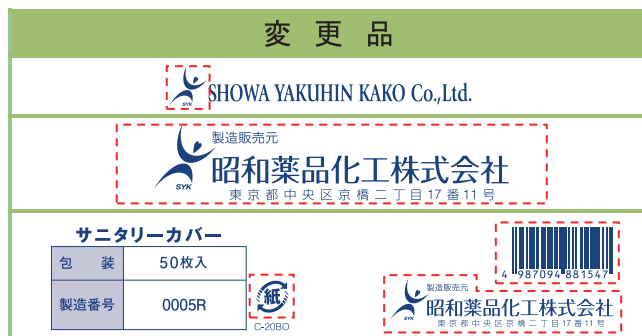 変更品
SYK SHOWA YAKUHIN KAKO Co.,Ltd.
製造販売元
SYK 昭和薬品化工株式会社
東京都中央区京橋二丁目17番11号
サニタリーカバー
包装 50枚入
製造番号 0005R
紙
C-20BO
4 987094 881547
製造販売元
SYK 昭和薬品化工株式会社
東京都中央区京橋二丁目17番11号